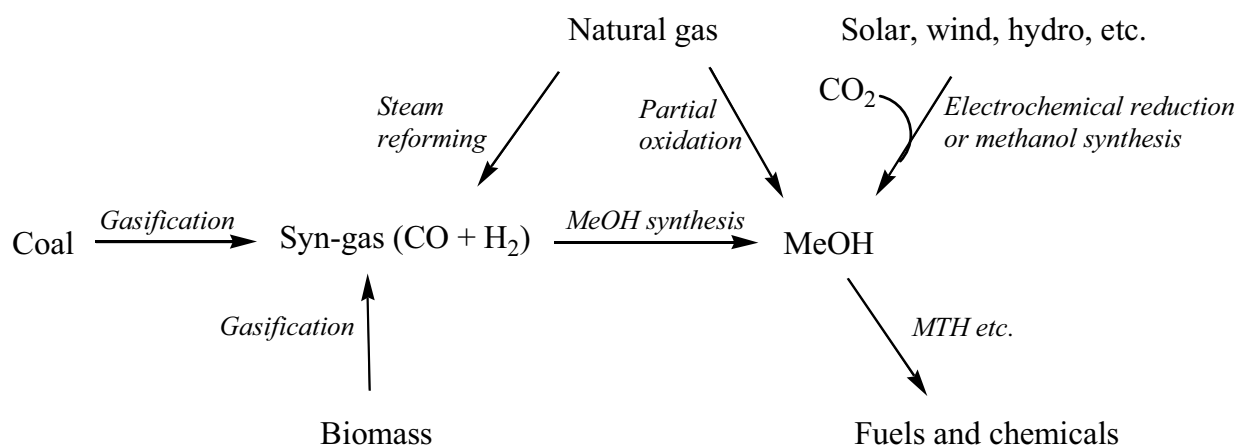 Natural gas
Solar, wind, hydro, etc.
CO2
Steam
reforming
Partial
oxidation
Electrochemical reduction
or methanol synthesis
Coal
Gasification
Syn-gas (CO + H2)
MeOH synthesis
MeOH
Gasification
MTH etc.
Biomass
Fuels and chemicals